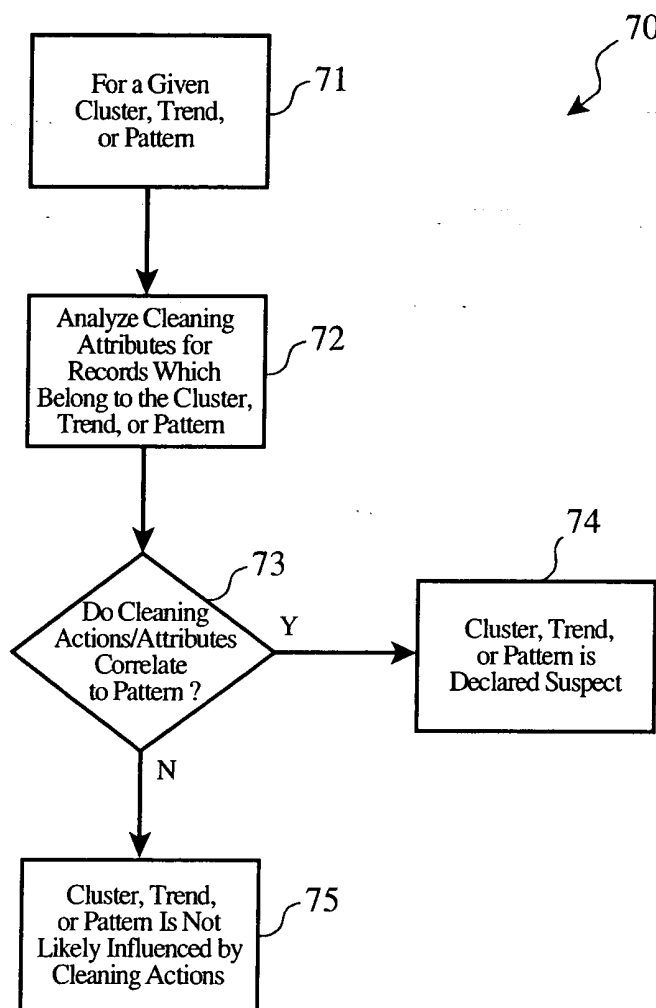 70
For a Given
Cluster, Trend,
or Pattern
71
Analyze Cleaning
Attributes for
Records Which
Belong to the Cluster,
Trend, or Pattern
72
Do Cleaning
Actions/Attributes
Correlate
to Pattern ?
73
Y
74
Cluster, Trend,
or Pattern is
Declared Suspect
N
Cluster, Trend,
or Pattern Is Not
Likely Influenced by
Cleaning Actions
75